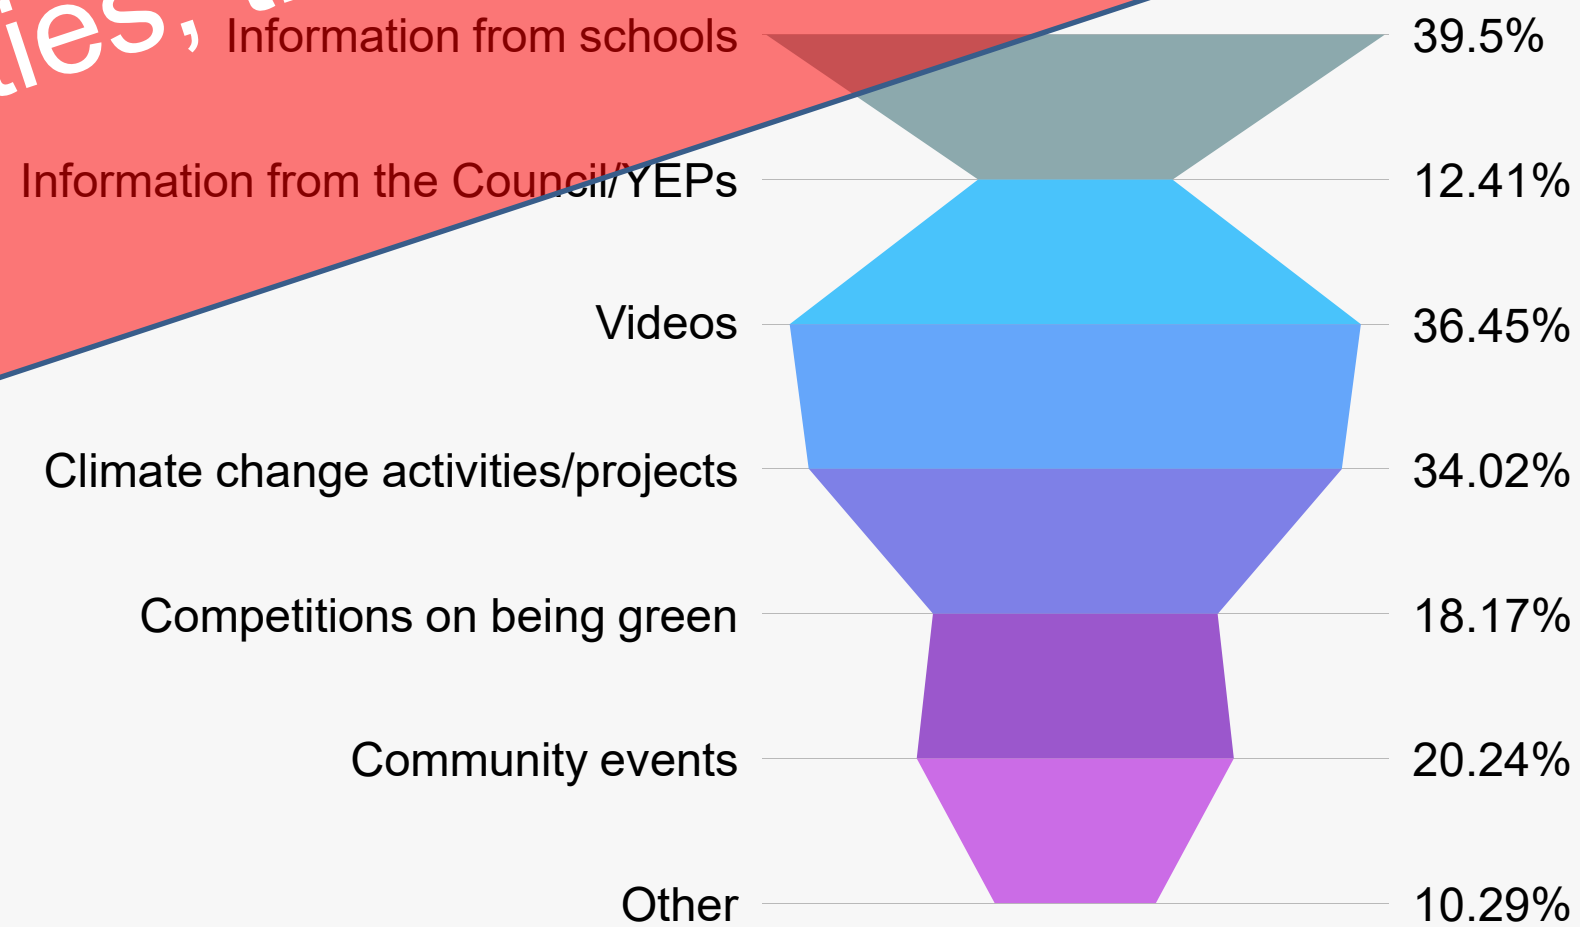 Information from schools 39.5%
Information from the Council/YEPs 12.41%
Videos 36.45%
Climate change activities/projects 34.02%
Competitions on being green 18.17%
Community events 20.24%
Other 10.29%